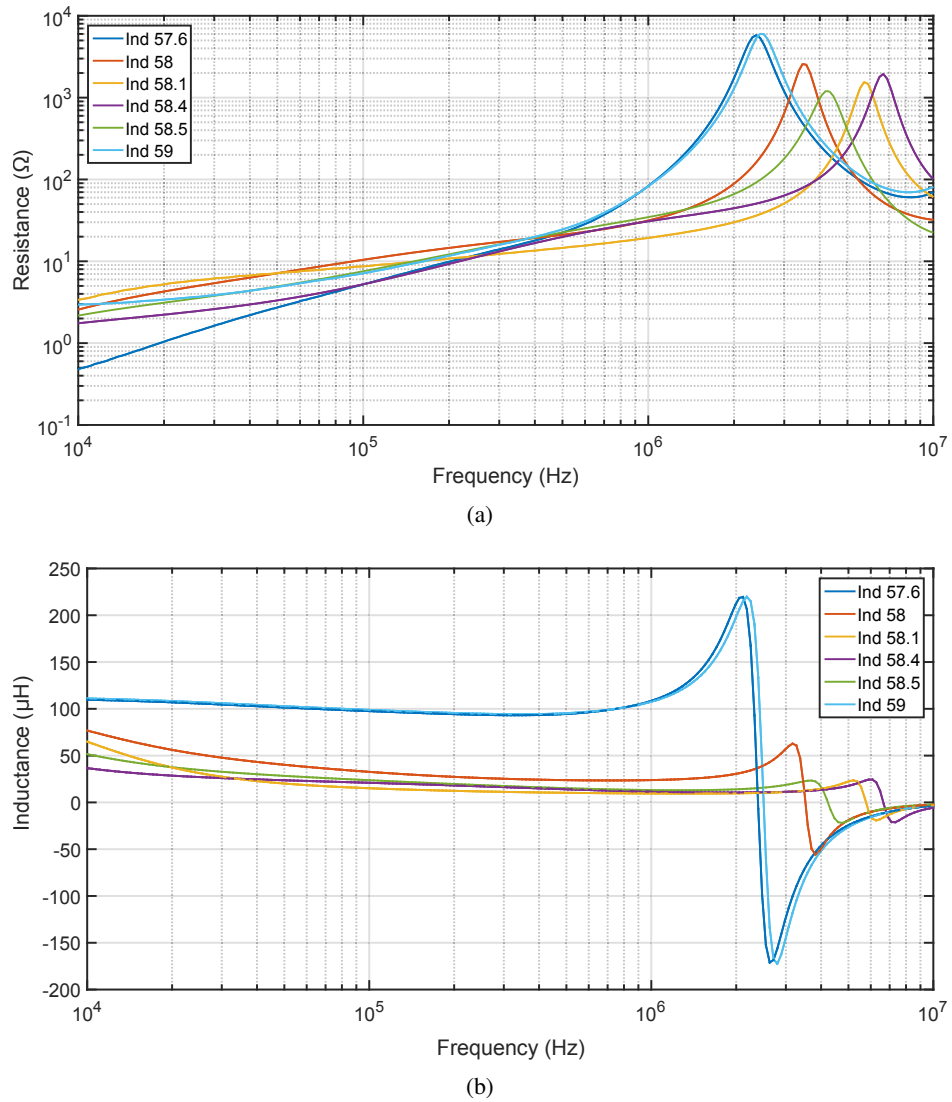 10^4
10^3
10^2
10^1
10^0
10^-1
Resistance (Ω)
Ind 57.6
Ind 58
Ind 58.1
Ind 58.4
Ind 58.5
Ind 59
10^4
10^5
10^6
10^7
Frequency (Hz)
(a)
250
200
150
100
50
0
-50
-100
-150
-200
Inductance (µH)
Ind 57.6
Ind 58
Ind 58.1
Ind 58.4
Ind 58.5
Ind 59
10^4
10^5
10^6
10^7
Frequency (Hz)
(b)